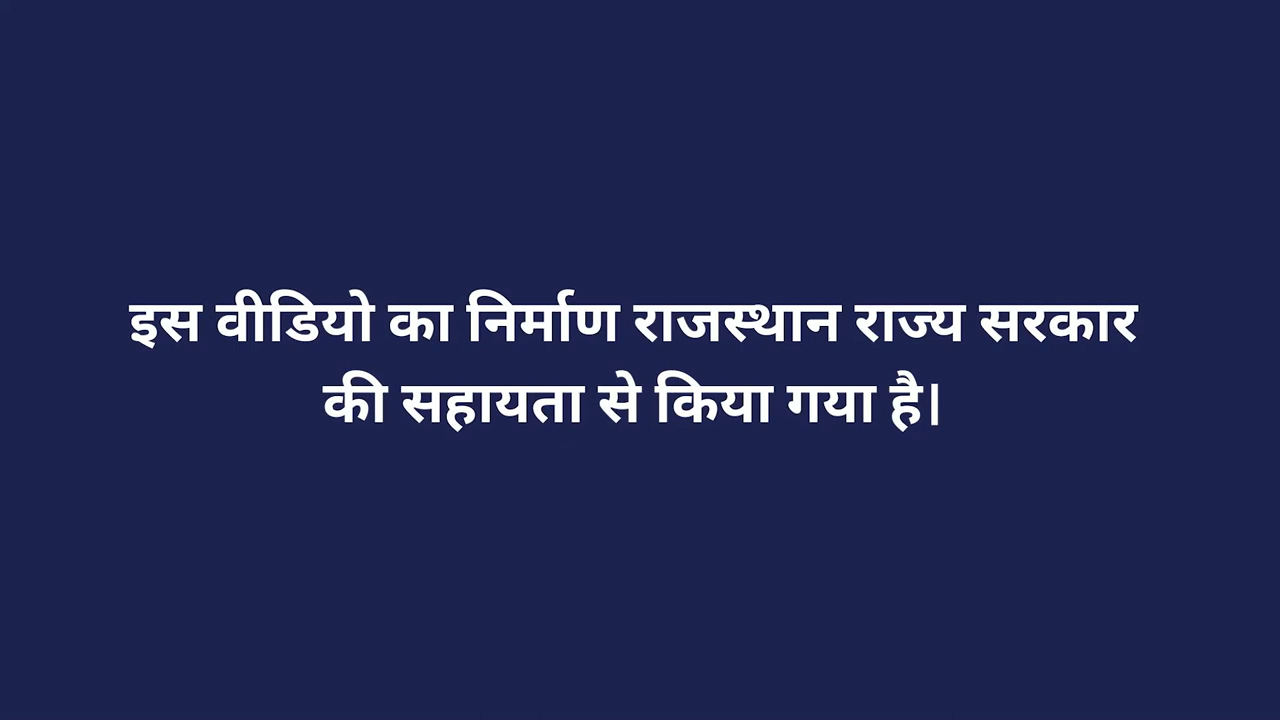 इस वीडियो का निर्माण राजस्थान राज्य सरकार
की सहायता से किया गया है।